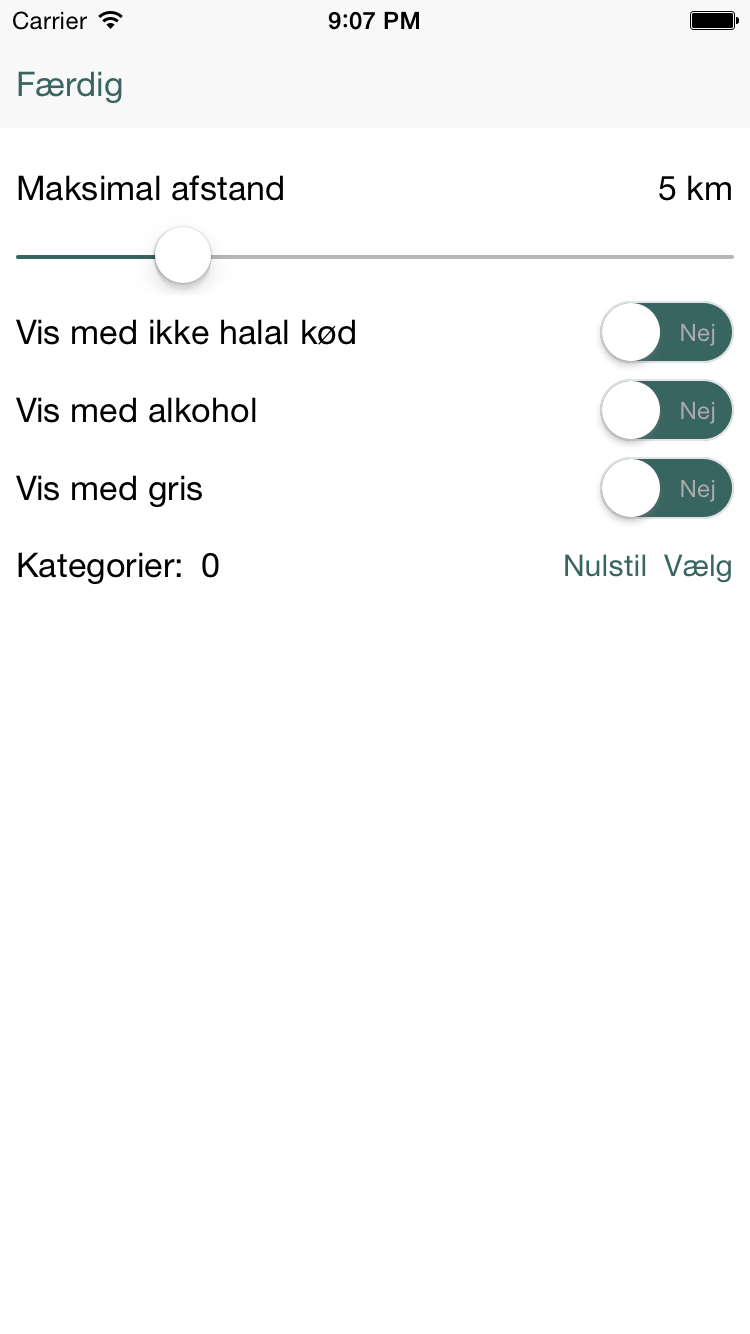 Carrier 9:07 PM
Færdig
Maksimal afstand 5 km
Vis med ikke halal kød Nej
Vis med alkohol Nej
Vis med gris Nej
Kategorier: 0 Nulstil Vælg